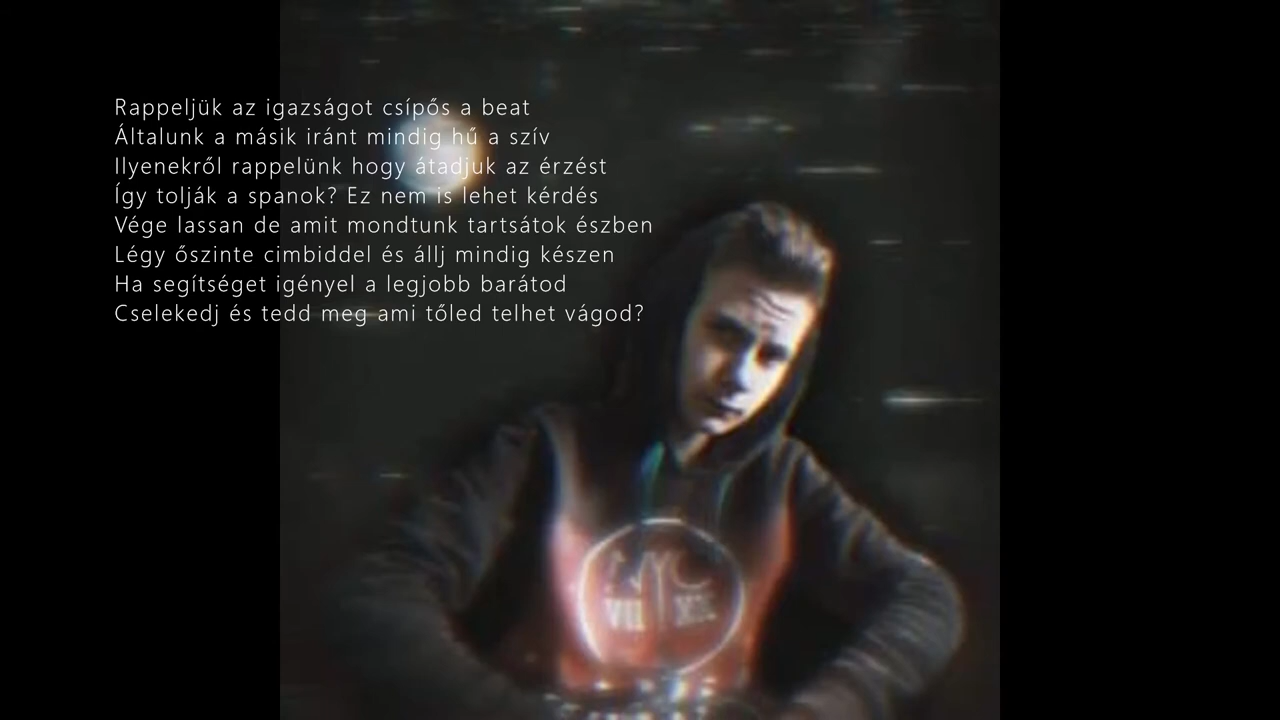 Rappeljük az igazságot csípős a beat
Általunk a másik iránt mindig hű a szív
Ilyenekről rappelünk hogy átadjuk az érzést
Így tolják a spanok? Ez nem is lehet kérdés
Vége lassan de amit mondtunk tartsátok észben
Légy őszinte cimbiddel és állj mindig készen
Ha segítséget igényel a legjobb barátod
Cselekedj és tedd meg ami tőled telhet vágod?
VII